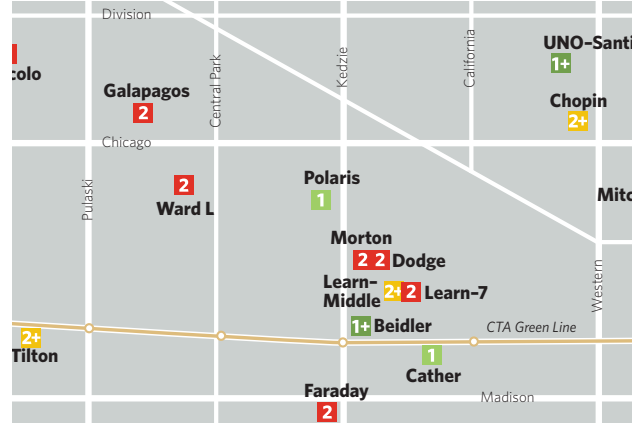 Division
UNO–Santi
1+
colo
Kedzie
California
Central Park
Galapagos
2
Chopin
2+
Chicago
Pulaski
2
Ward L
Polaris
1
Mitc
Morton
2 2 Dodge
Learn–
Middle
2+ 2 Learn–7
Western
1+ Beidler
CTA Green Line
2+
Tilton
1
Cather
Faraday
2
Madison